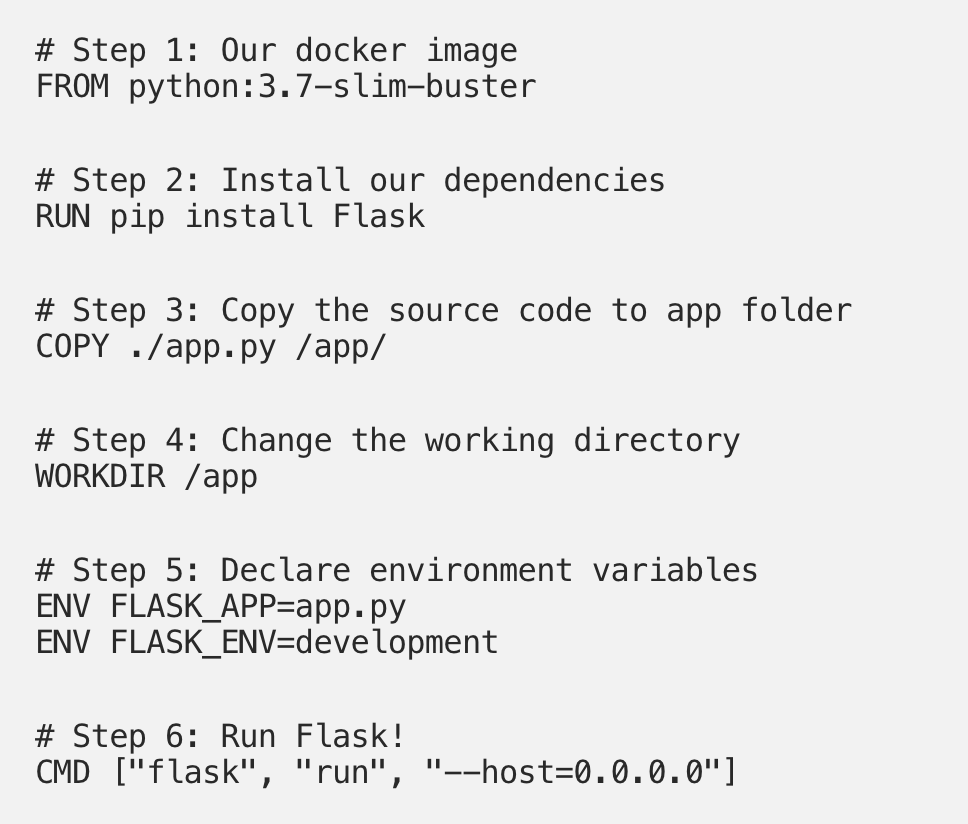 # Step 1: Our docker image
FROM python:3.7-slim-buster
# Step 2: Install our dependencies
RUN pip install Flask
# Step 3: Copy the source code to app folder
COPY ./app.py /app/
# Step 4: Change the working directory
WORKDIR /app
# Step 5: Declare environment variables
ENV FLASK_APP=app.py
ENV FLASK_ENV=development
# Step 6: Run Flask!
CMD ["flask", "run", "--host=0.0.0.0"]